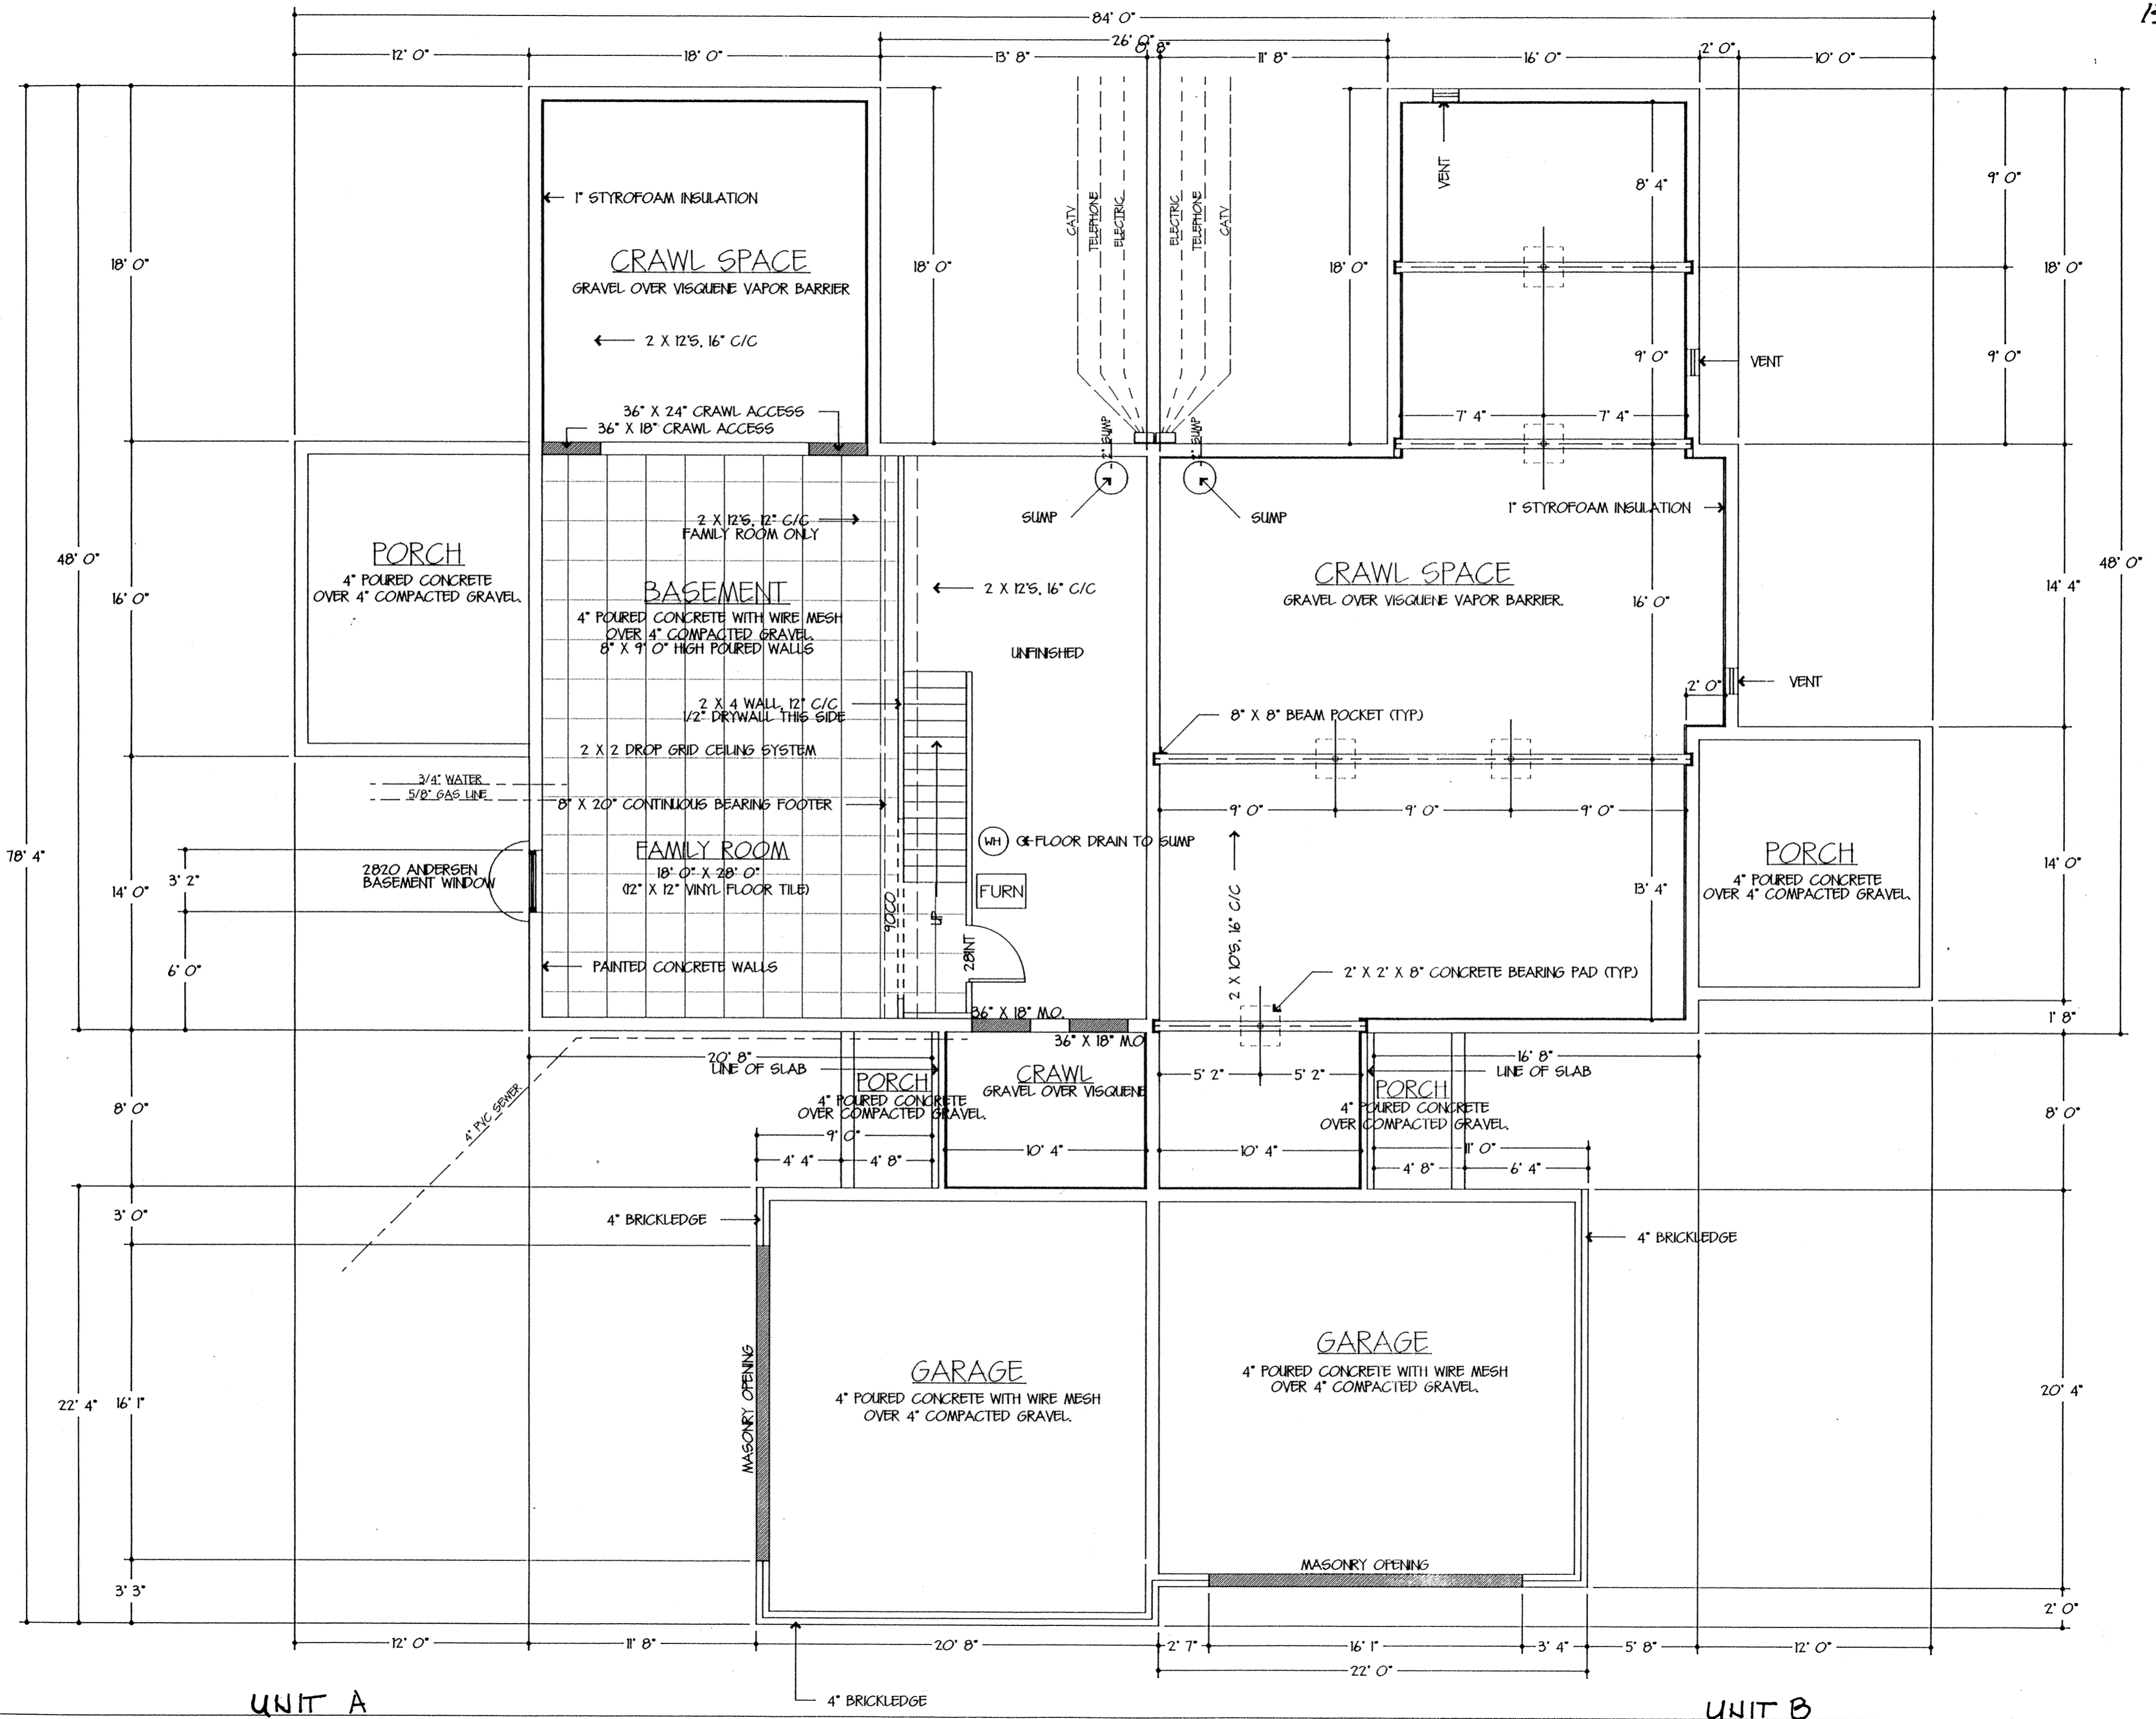 84' 0"
26' 0"
12' 0"
18' 0"
13' 8"
11' 8"
16' 0"
2' 0"
10' 0"
VENT
8' 4"
9' 0"
1" STYROFOAM INSULATION
CATV
TELEPHONE
ELECTRIC
ELECTRIC
TELEPHONE
CATV
18' 0"
CRAWL SPACE
GRAVEL OVER VISQUENE VAPOR BARRIER
18' 0"
18' 0"
18' 0"
2 X 12'S, 16" C/C
9' 0"
VENT
9' 0"
36" X 24" CRAWL ACCESS
36" X 18" CRAWL ACCESS
7' 4"
7' 4"
2" SUMP
2" SUMP
SUMP
SUMP
1" STYROFOAM INSULATION
2 X 12'S, 12" C/C
FAMILY ROOM ONLY
PORCH
4" POURED CONCRETE
OVER 4" COMPACTED GRAVEL.
48' 0"
16' 0"
BASEMENT
4" POURED CONCRETE WITH WIRE MESH
OVER 4" COMPACTED GRAVEL.
8" X 9' 0" HIGH POURED WALLS
2 X 12'S, 16" C/C
UNFINISHED
CRAWL SPACE
GRAVEL OVER VISQUENE VAPOR BARRIER.
16' 0"
14' 4"
48' 0"
2' 0"
VENT
2 X 4 WALL, 12" C/C
1/2" DRYWALL THIS SIDE
8" X 8" BEAM POCKET (TYP.)
2 X 2 DROP GRID CEILING SYSTEM
3/4" WATER
5/8" GAS LINE
8" X 20" CONTINUOUS BEARING FOOTER
9' 0"
9' 0"
9' 0"
WH
FLOOR DRAIN TO SUMP
78' 4"
3' 2"
14' 0"
2820 ANDERSEN
BASEMENT WINDOW
FAMILY ROOM
18' 0" X 28' 0"
(12" X 12" VINYL FLOOR TILE)
FURN
UP
90CO
28INT
2 X 10'S, 16" C/C
13' 4"
PORCH
4" POURED CONCRETE
OVER 4" COMPACTED GRAVEL.
14' 0"
6' 0"
PAINTED CONCRETE WALLS
2' X 2' X 8" CONCRETE BEARING PAD (TYP.)
36" X 18" M.O.
36" X 18" M.O.
1' 8"
20' 8"
LINE OF SLAB
PORCH
4" POURED CONCRETE
OVER COMPACTED GRAVEL.
CRAWL
GRAVEL OVER VISQUENE
5' 2"
5' 2"
16' 8"
LINE OF SLAB
PORCH
4" POURED CONCRETE
OVER COMPACTED GRAVEL.
4" PVC SEWER
8' 0"
8' 0"
9' 0"
4' 4"
4' 8"
10' 4"
10' 4"
11' 0"
4' 8"
6' 4"
3' 0"
4" BRICKLEDGE
4" BRICKLEDGE
MASONRY OPENING
GARAGE
4" POURED CONCRETE WITH WIRE MESH
OVER 4" COMPACTED GRAVEL.
GARAGE
4" POURED CONCRETE WITH WIRE MESH
OVER 4" COMPACTED GRAVEL.
22' 4"
16' 1"
20' 4"
MASONRY OPENING
3' 3"
2' 0"
12' 0"
11' 8"
20' 8"
2' 7"
16' 1"
3' 4"
5' 8"
12' 0"
22' 0"
4" BRICKLEDGE
UNIT A
UNIT B